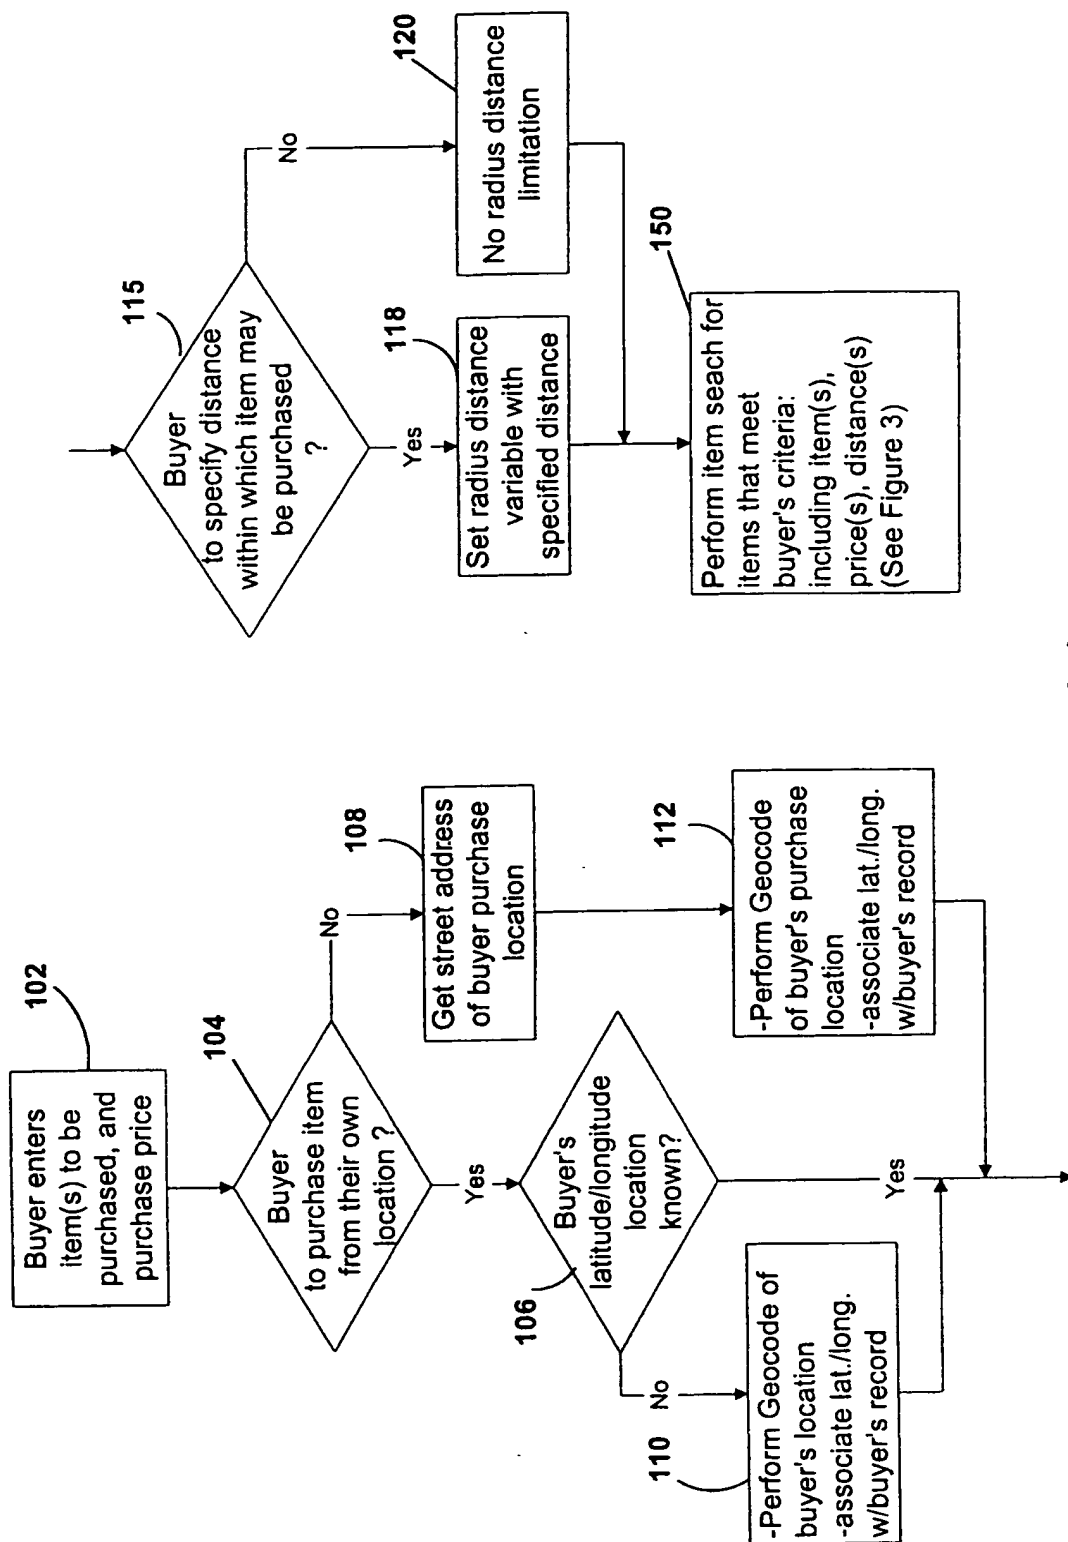 102
Buyer enters
item(s) to be
purchased, and
purchase price
104
Buyer
to purchase item
from their own
location ?
No
Yes
108
Get street address
of buyer purchase
location
106
Buyer's
latitude/longitude
location
known?
No
Yes
110
-Perform Geocode of
buyer's location
-associate lat./long.
w/buyer's record
112
-Perform Geocode
of buyer's purchase
location
-associate lat./long.
w/buyer's record
115
Buyer
to specify distance
within which item may
be purchased
?
No
Yes
118
Set radius distance
variable with
specified distance
120
No radius distance
limitation
150
Perform item seach for
items that meet
buyer's criteria:
including item(s),
price(s), distance(s)
(See Figure 3)